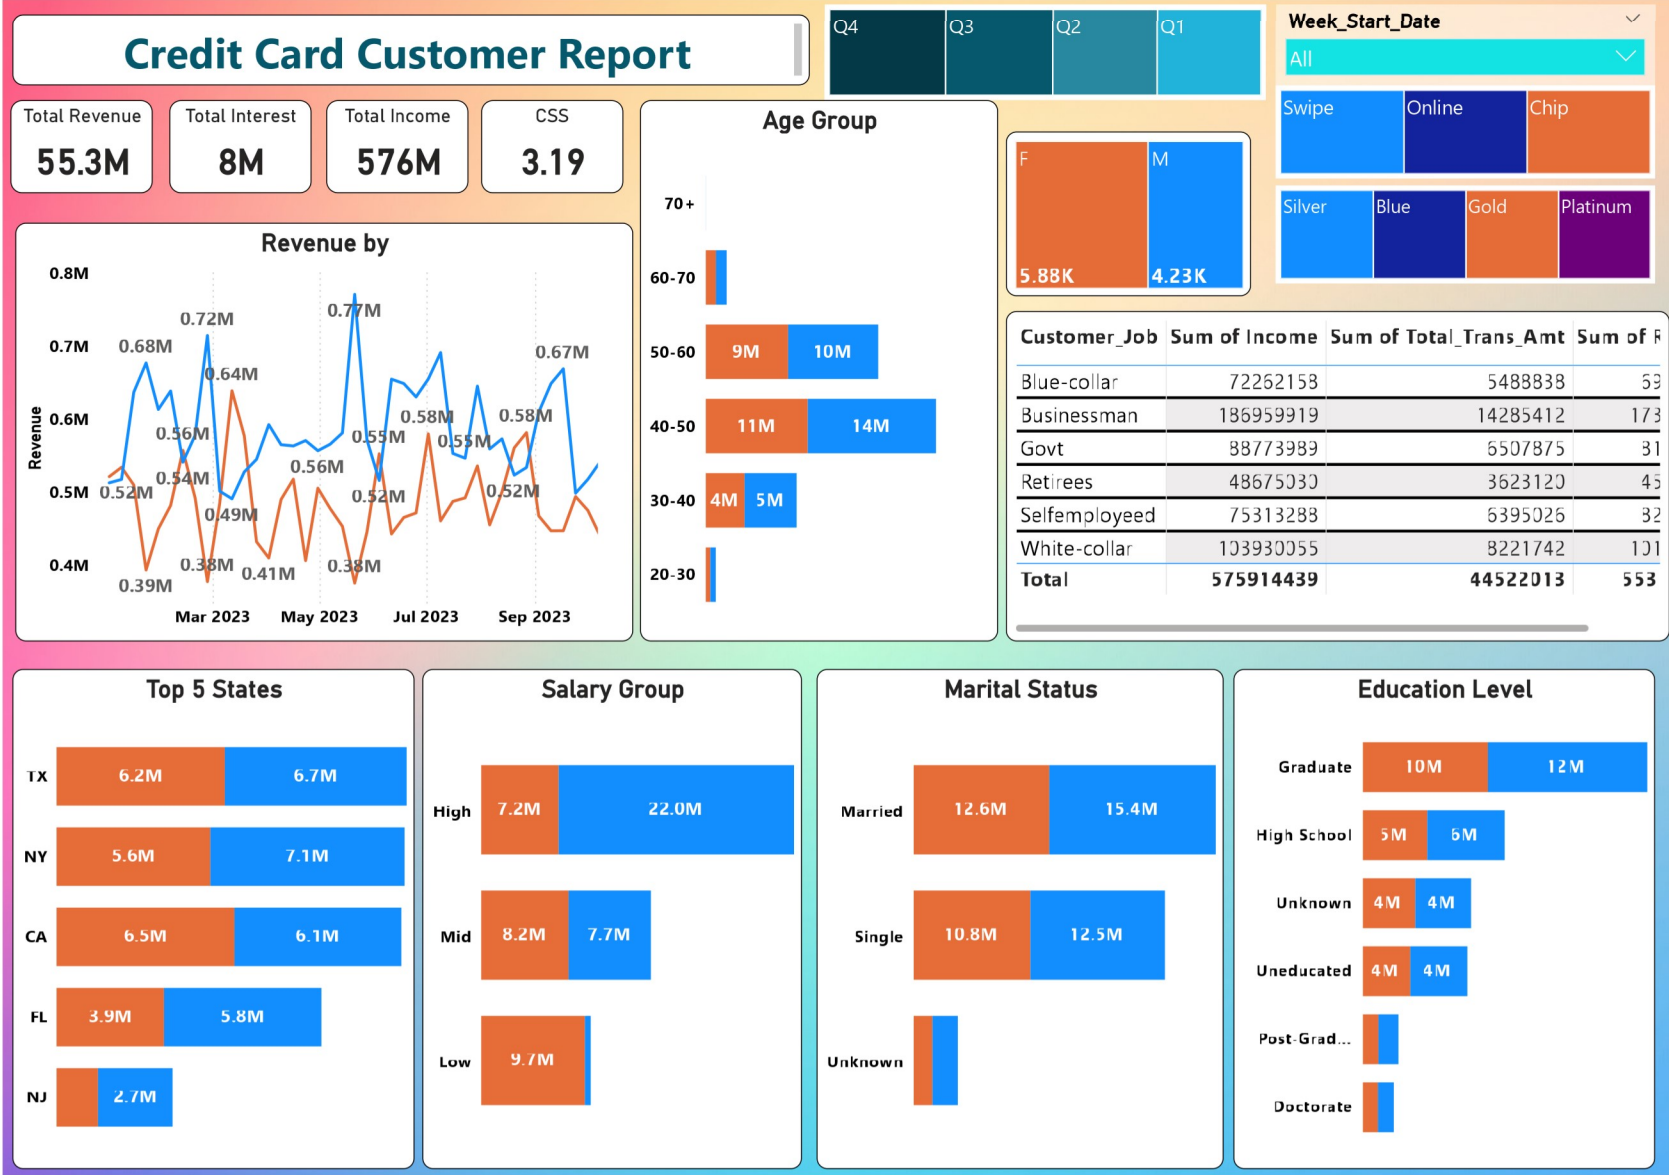 Credit Card Customer Report
Q4 Q3 Q2 Q1
Week_Start_Date
All
Total Revenue
55.3M
Total Interest
8M
Total Income
576M
CSS
3.19
Swipe Online Chip
Silver Blue Gold Platinum
F M
5.88K 4.23K
Revenue by
Revenue
0.8M
0.7M
0.6M
0.5M
0.4M
0.68M
0.72M
0.77M
0.64M
0.67M
0.56M
0.58M
0.58M
0.55M
0.55M
0.54M
0.56M
0.52M
0.52M
0.52M
0.49M
0.39M
0.38M
0.41M
0.38M
Mar 2023 May 2023 Jul 2023 Sep 2023
Age Group
70+
60-70
50-60 9M 10M
40-50 11M 14M
30-40 4M 5M
20-30
Customer_Job Sum of Income Sum of Total_Trans_Amt Sum of R
Blue-collar 72262158 5488838 59
Businessman 186959919 14285412 173
Govt 88773989 6507875 81
Retirees 48675030 3623120 45
Selfemployeed 75313288 6395026 82
White-collar 103930055 8221742 101
Total 575914439 44522013 553
Top 5 States
TX 6.2M 6.7M
NY 5.6M 7.1M
CA 6.5M 6.1M
FL 3.9M 5.8M
NJ 2.7M
Salary Group
High 7.2M 22.0M
Mid 8.2M 7.7M
Low 9.7M
Marital Status
Married 12.6M 15.4M
Single 10.8M 12.5M
Unknown
Education Level
Graduate 10M 12M
High School 5M 6M
Unknown 4M 4M
Uneducated 4M 4M
Post-Grad...
Doctorate